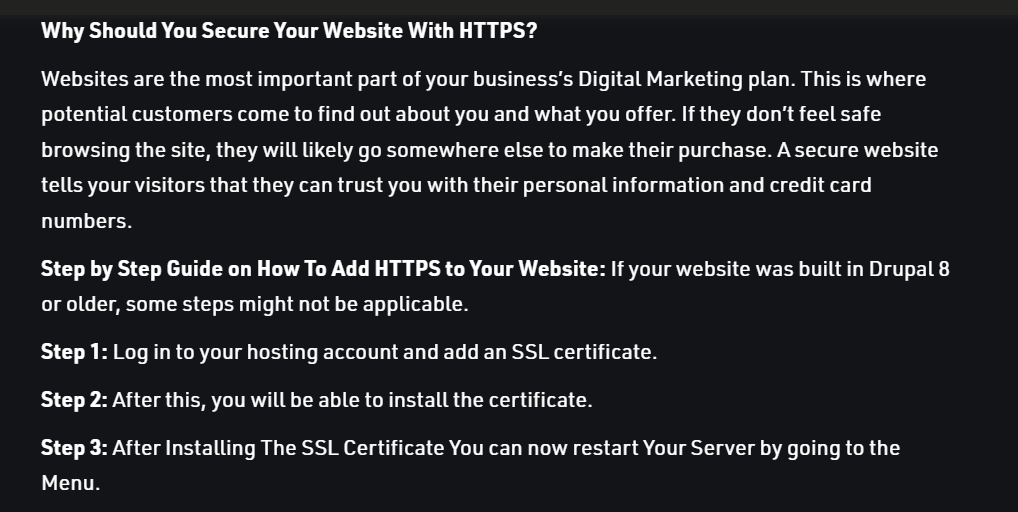 Why Should You Secure Your Website With HTTPS?
Websites are the most important part of your business’s Digital Marketing plan. This is where
potential customers come to find out about you and what you offer. If they don’t feel safe
browsing the site, they will likely go somewhere else to make their purchase. A secure website
tells your visitors that they can trust you with their personal information and credit card
numbers.
Step by Step Guide on How To Add HTTPS to Your Website: If your website was built in Drupal 8
or older, some steps might not be applicable.
Step 1: Log in to your hosting account and add an SSL certificate.
Step 2: After this, you will be able to install the certificate.
Step 3: After Installing The SSL Certificate You can now restart Your Server by going to the
Menu.